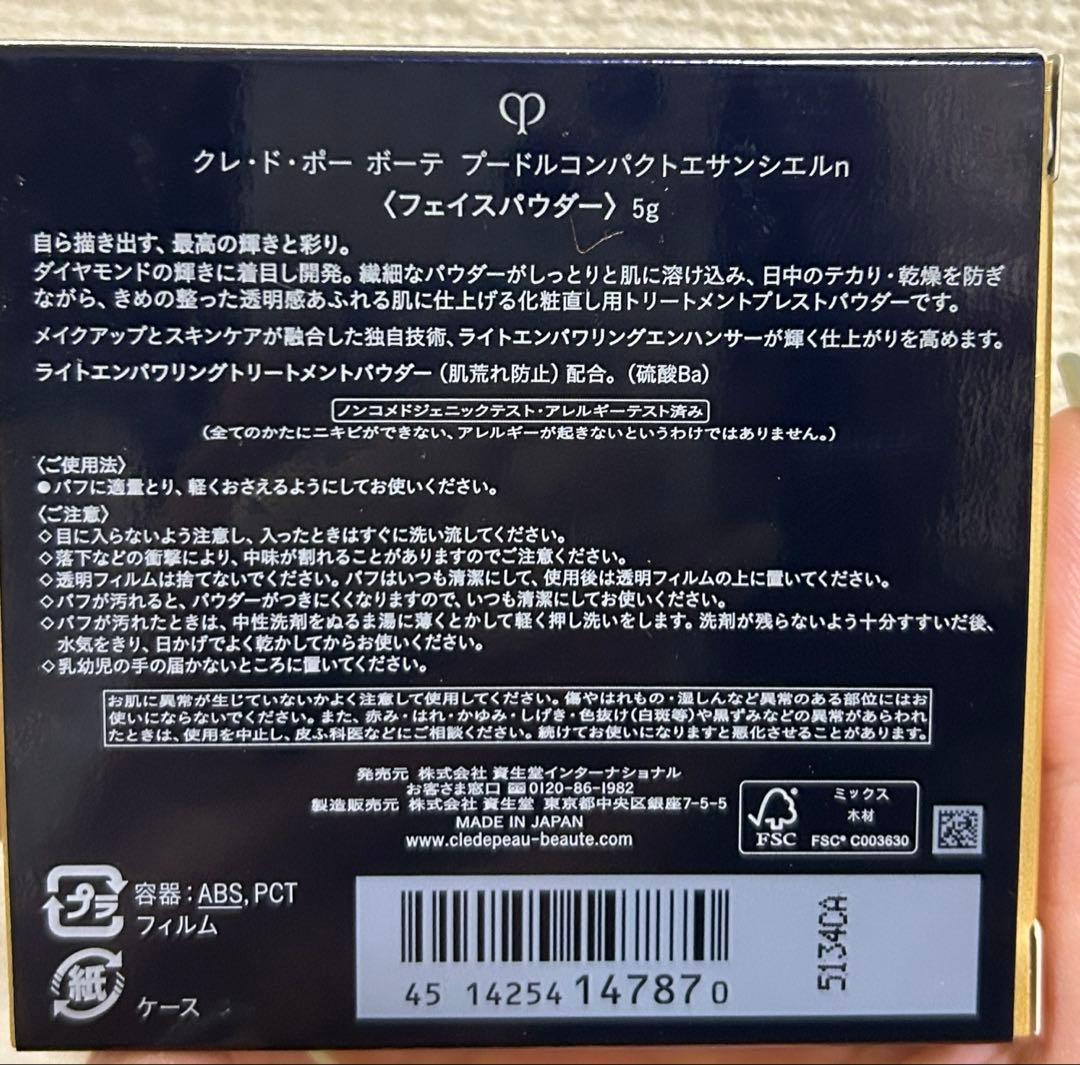 クレ・ド・ポー ボーテ プードルコンパクトエサンシエルn
〈フェイスパウダー〉 5g
自ら描き出す、最高の輝きと彩り。
ダイヤモンドの輝きに着目し開発。繊細なパウダーがしっとりと肌に溶け込み、日中のテカリ・乾燥を防ぎ
ながら、きめの整った透明感あふれる肌に仕上げる化粧直し用トリートメントプレストパウダーです。
メイクアップとスキンケアが融合した独自技術、ライトエンパワリングエンハンサーが輝く仕上がりを高めます。
ライトエンパワリングトリートメントパウダー（肌荒れ防止）配合。（硫酸Ba）
ノンコメドジェニックテスト・アレルギーテスト済み
（全てのかたにニキビができない、アレルギーが起きないというわけではありません。）
〈ご使用法〉
●パフに適量とり、軽くおさえるようにしてお使いください。
〈ご注意〉
◇目に入らないよう注意し、入ったときはすぐに洗い流してください。
◇落下などの衝撃により、中味が割れることがありますのでご注意ください。
◇透明フィルムは捨てないでください。パフはいつも清潔にして、使用後は透明フィルムの上に置いてください。
◇パフが汚れると、パウダーがつきにくくなりますので、いつも清潔にしてお使いください。
◇パフが汚れたときは、中性洗剤をぬるま湯に薄くとかして軽く押し洗いをします。洗剤が残らないよう十分すすいだ後、
水気をきり、日かげでよく乾かしてからお使いください。
◇乳幼児の手の届かないところに置いてください。
お肌に異常が生じていないかよく注意して使用してください。傷やはれもの・湿しんなど異常のある部位にはお
使いにならないでください。また、赤み・はれ・かゆみ・しげき・色抜け（白斑等）や黒ずみなどの異常があらわれ
たときは、使用を中止し、皮ふ科医などにご相談ください。続けてお使いになりますと悪化させることがあります。
発売元 株式会社 資生堂インターナショナル
お客さま窓口 0120-86-1982
製造販売元 株式会社 資生堂 東京都中央区銀座7-5-5
MADE IN JAPAN
www.cledepeau-beaute.com
FSC
ミックス
木材
FSC® C003630
プラ
容器：ABS,PCT
フィルム
紙
ケース
45 14254 14787 0
5134CA